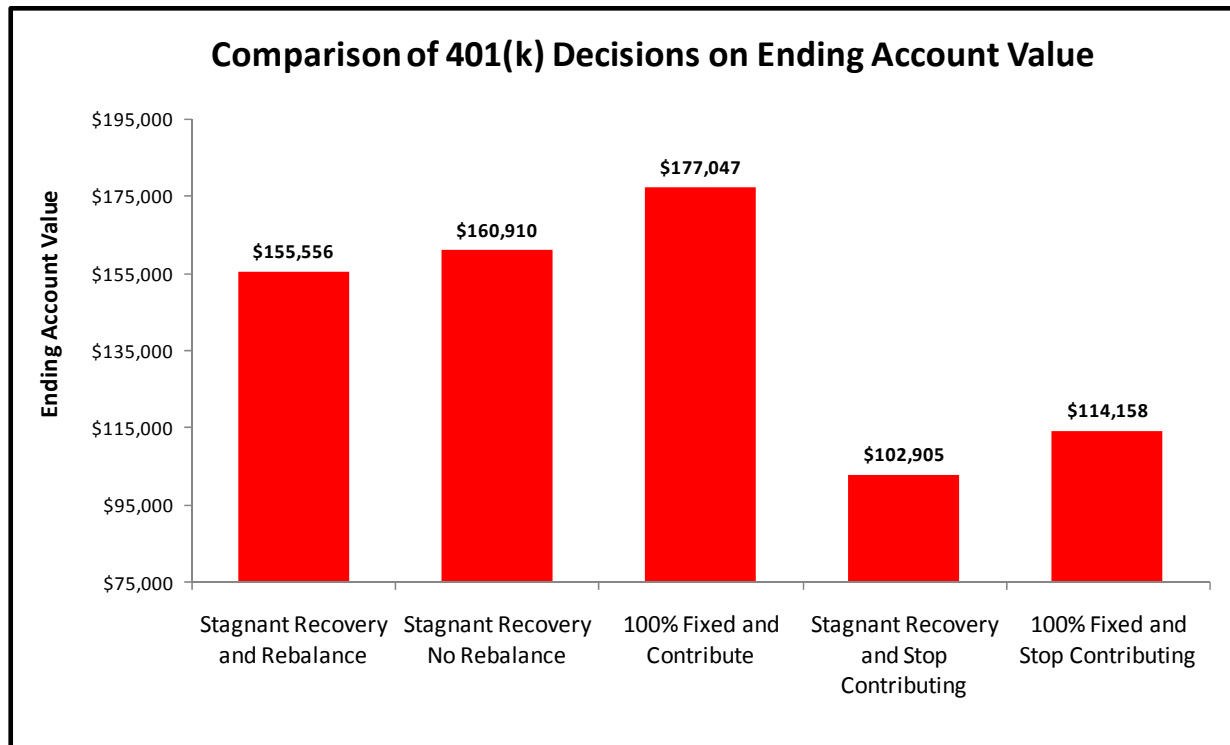 Comparison of 401(k) Decisions on Ending Account Value
Ending Account Value
$195,000
$175,000
$155,000
$135,000
$115,000
$95,000
$75,000
$155,556
$160,910
$177,047
$102,905
$114,158
Stagnant Recovery
and Rebalance
Stagnant Recovery
No Rebalance
100% Fixed and
Contribute
Stagnant Recovery
and Stop
Contributing
100% Fixed and
Stop Contributing